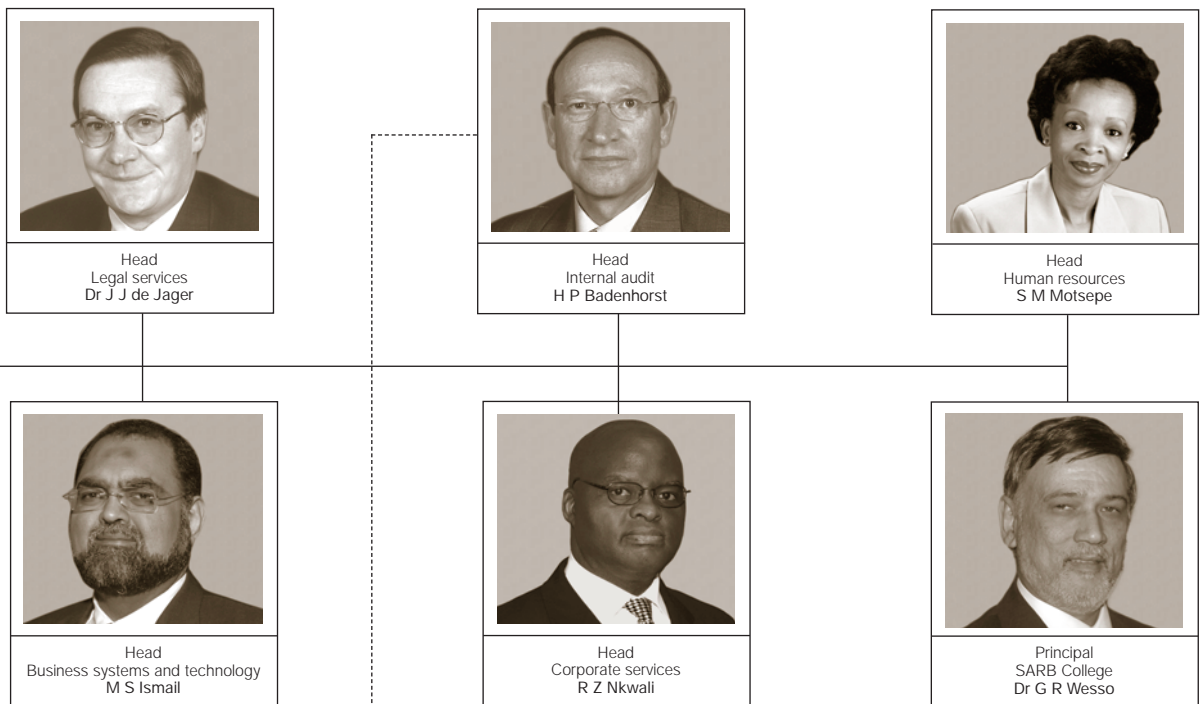 Head
Legal services
Dr J J de Jager
Head
Internal audit
H P Badenhorst
Head
Human resources
S M Motsepe
Head
Business systems and technology
M S Ismail
Head
Corporate services
R Z Nkwali
Principal
SARB College
Dr G R Wesso